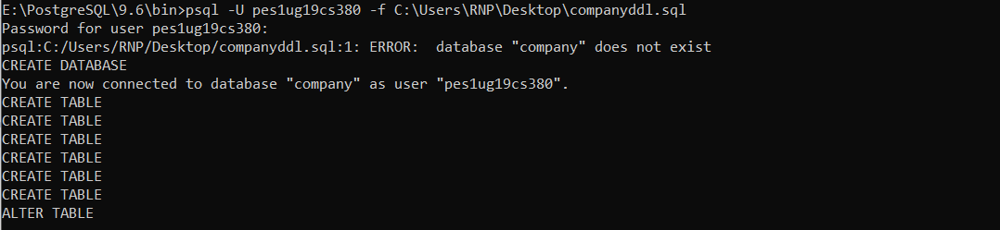 E:\PostgreSQL\9.6\bin>psql -U pes1ug19cs380 -f C:\Users\RNP\Desktop\companyddl.sql
Password for user pes1ug19cs380:
psql:C:/Users/RNP/Desktop/companyddl.sql:1: ERROR:  database "company" does not exist
CREATE DATABASE
You are now connected to database "company" as user "pes1ug19cs380".
CREATE TABLE
CREATE TABLE
CREATE TABLE
CREATE TABLE
CREATE TABLE
CREATE TABLE
ALTER TABLE